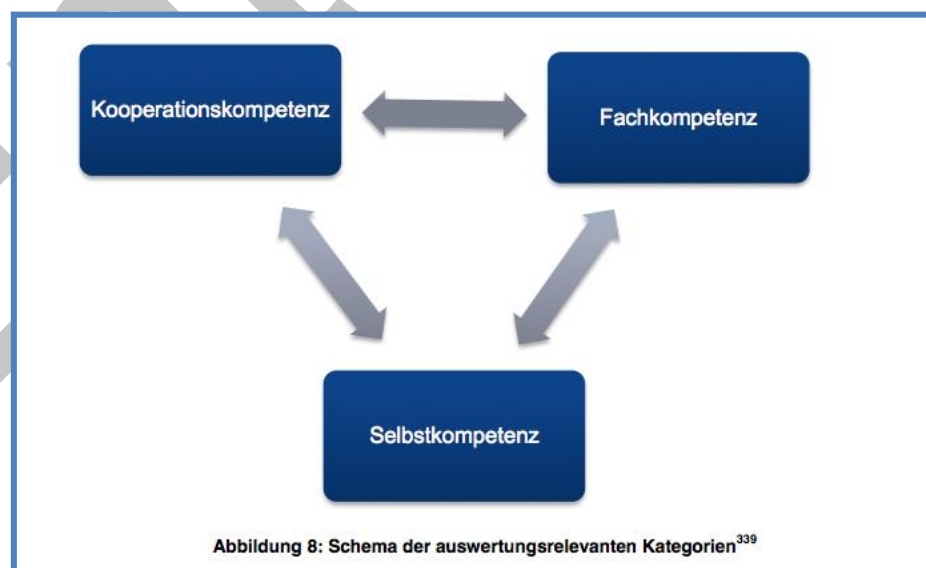 Kooperationskompetenz
Fachkompetenz
Selbstkompetenz
Abbildung 8: Schema der auswertungsrelevanten Kategorien339